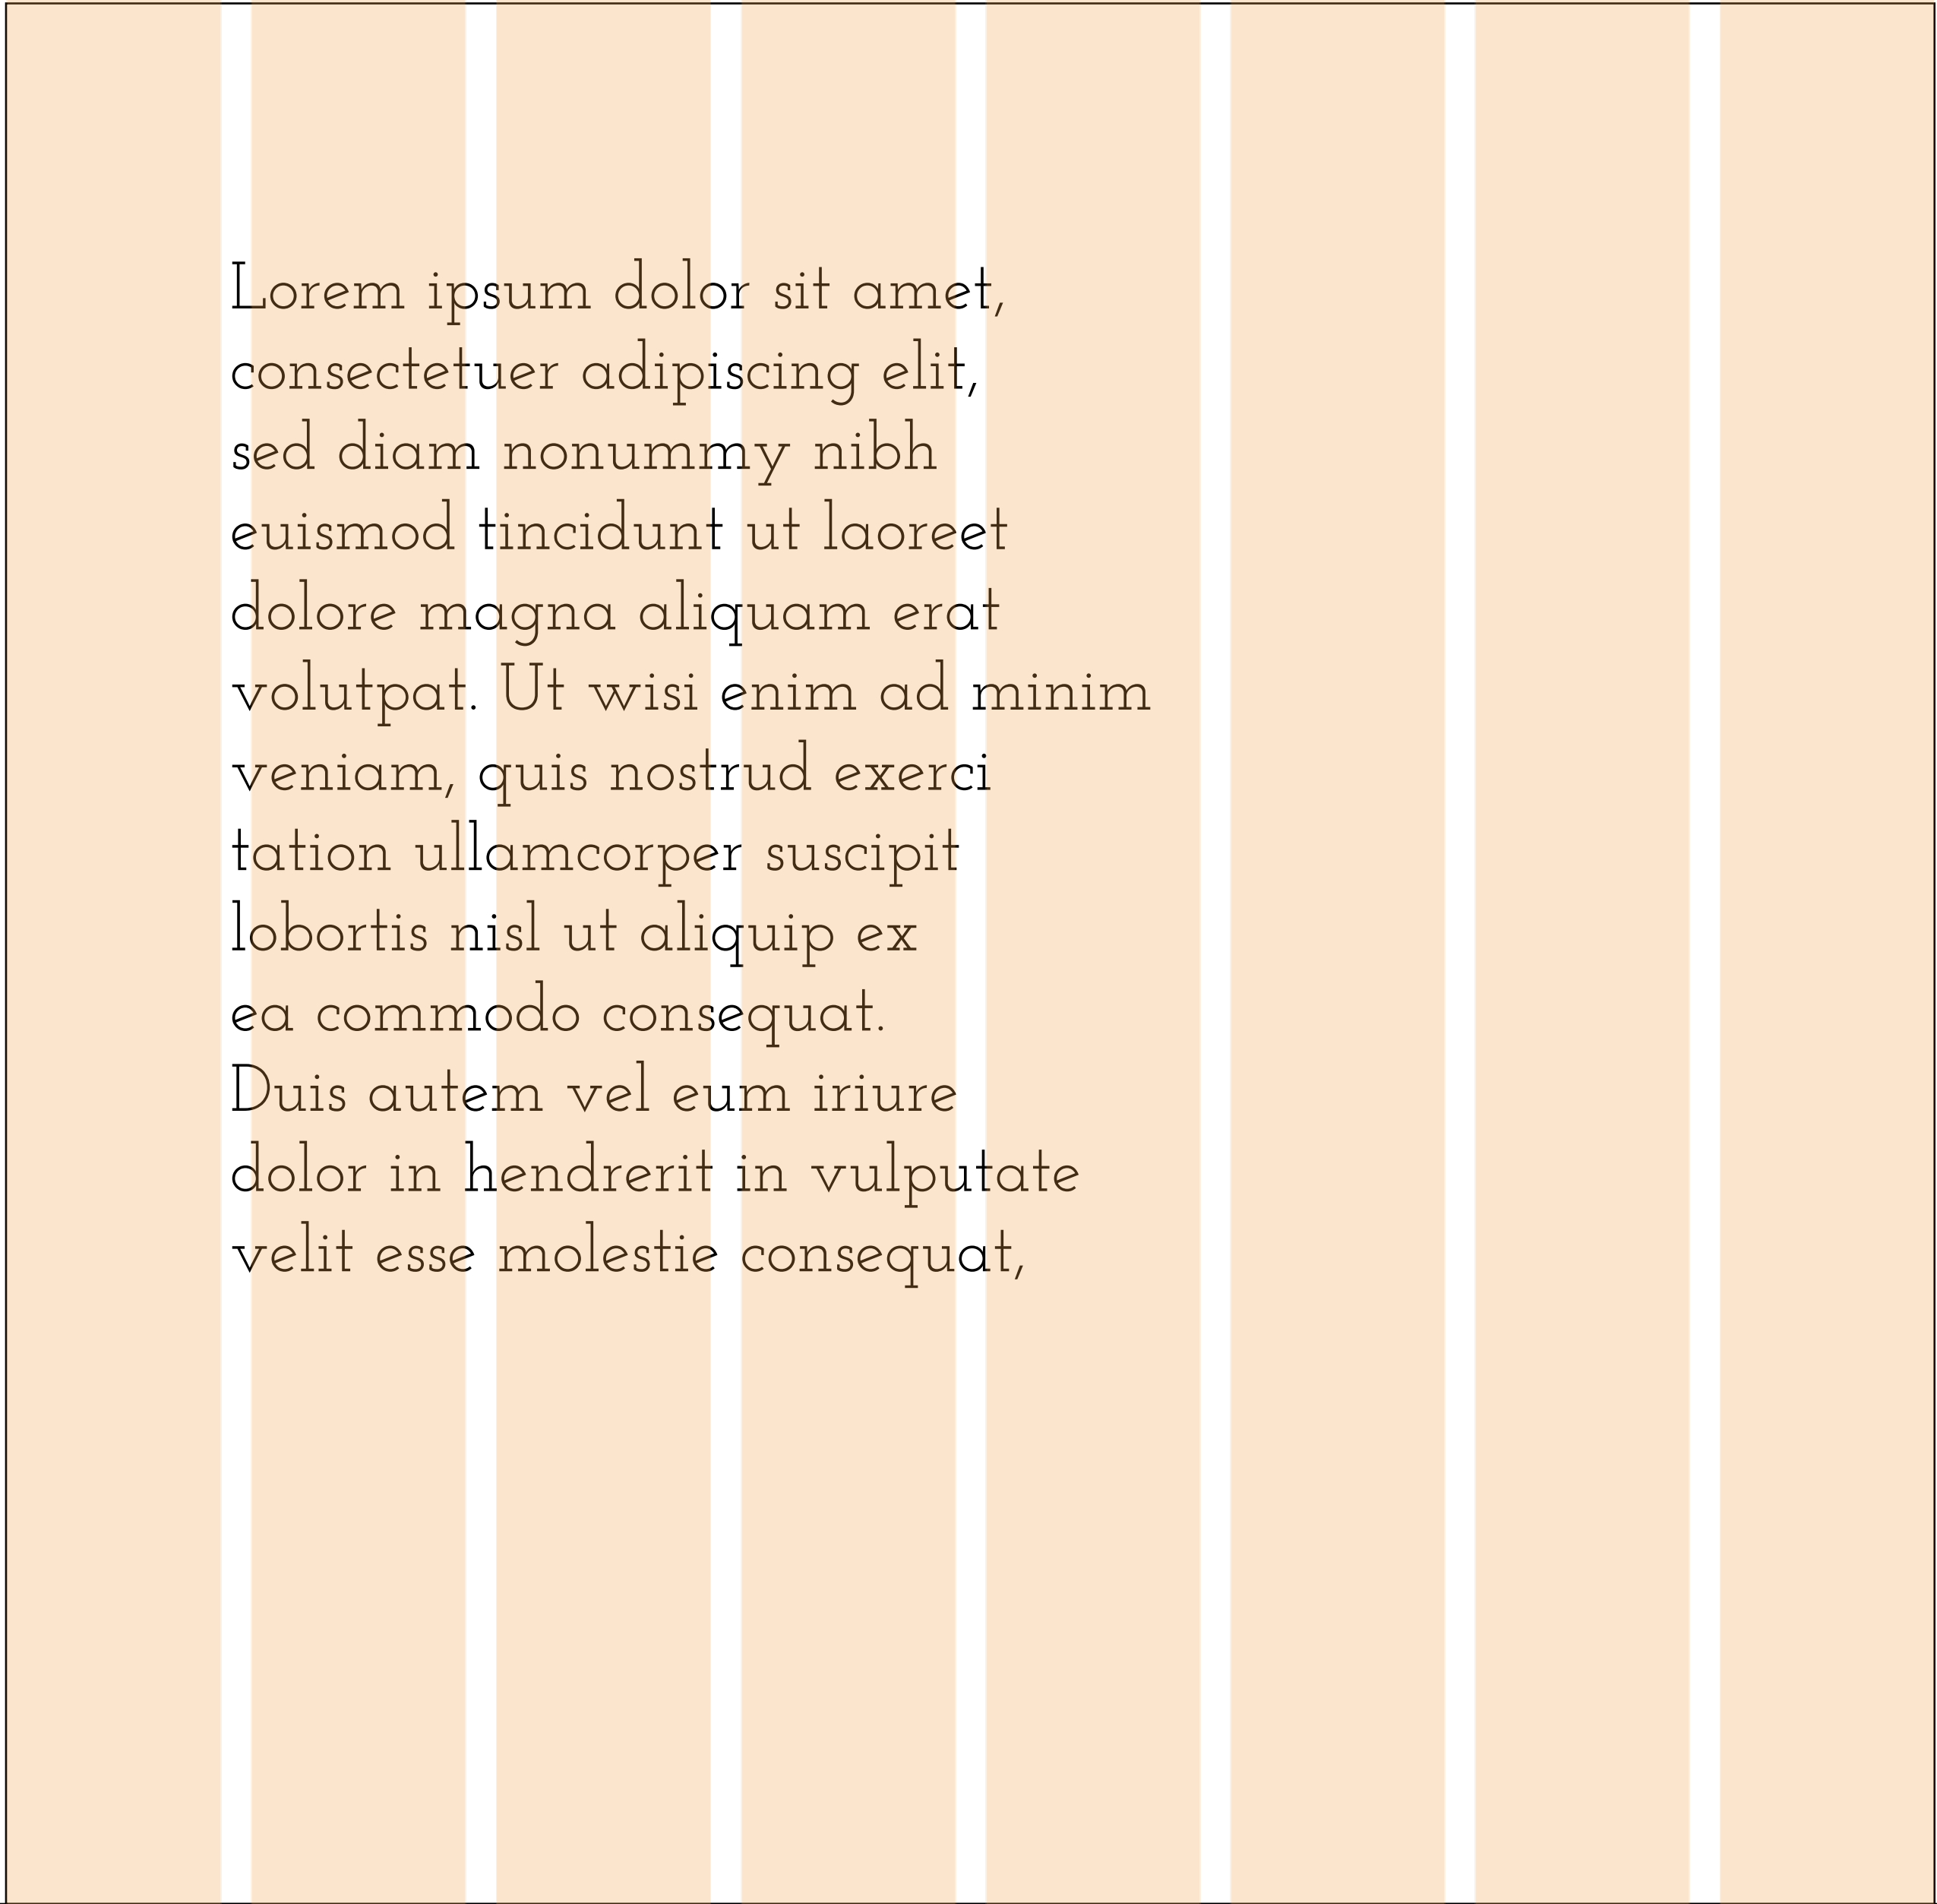 Lorem ipsum dolor sit amet,
consectetuer adipiscing elit,
sed diam nonummy nibh
euismod tincidunt ut laoreet
dolore magna aliquam erat
volutpat. Ut wisi enim ad minim
veniam, quis nostrud exerci
tation ullamcorper suscipit
lobortis nisl ut aliquip ex
ea commodo consequat.
Duis autem vel eum iriure
dolor in hendrerit in vulputate
velit esse molestie consequat,